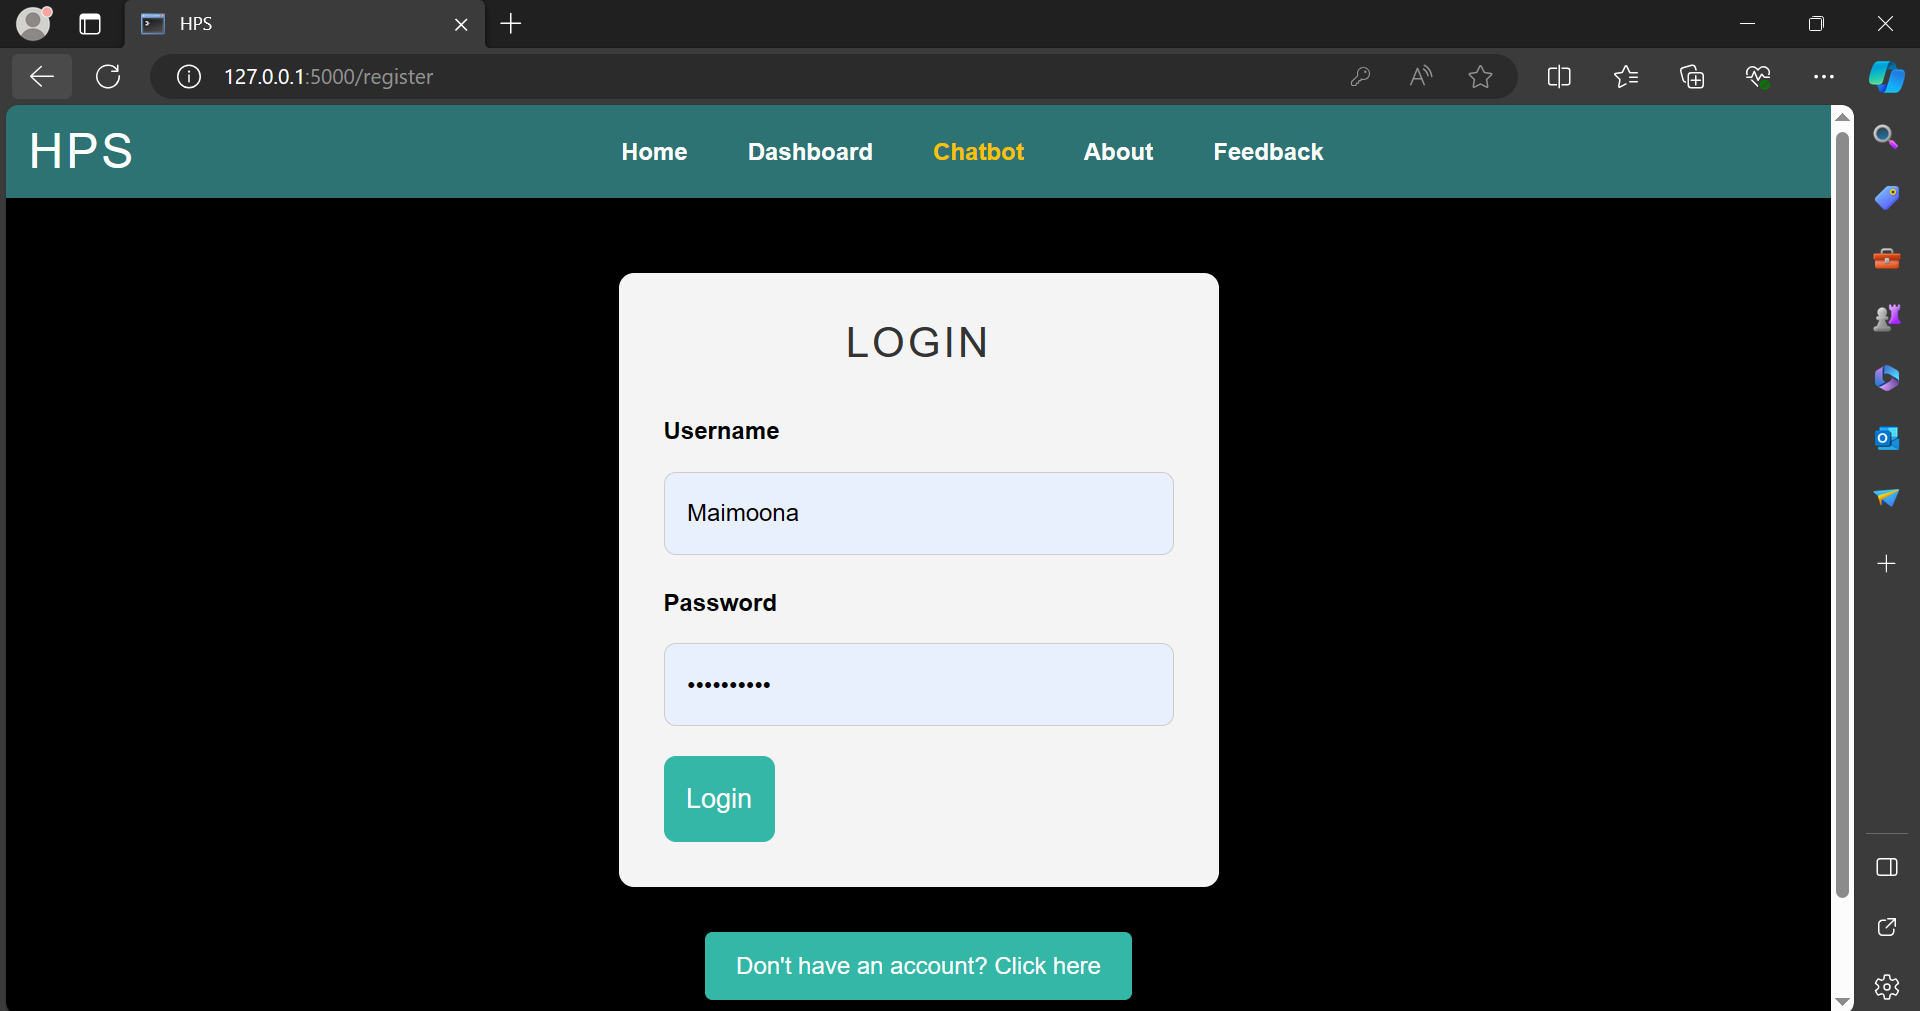 HPS
127.0.0.1:5000/register
HPS
Home Dashboard Chatbot About Feedback
LOGIN
Username
Maimoona
Password
••••••••••
Login
Don't have an account? Click here